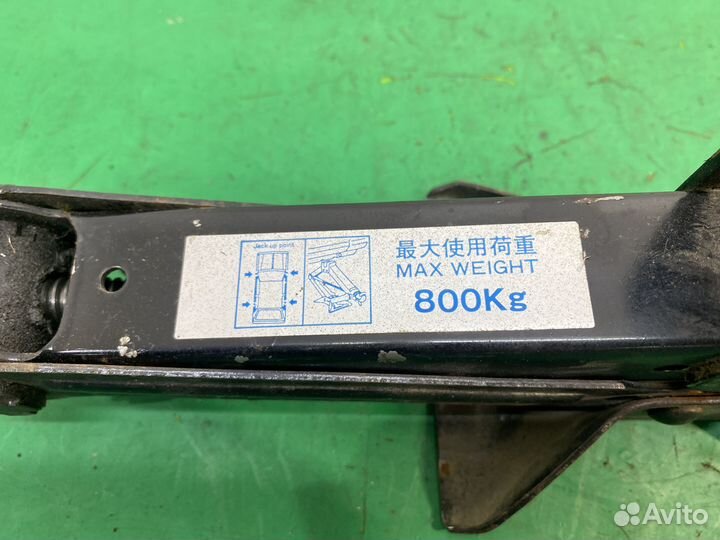 Jack up point
最大使用荷重
MAX WEIGHT
800Kg
Avito